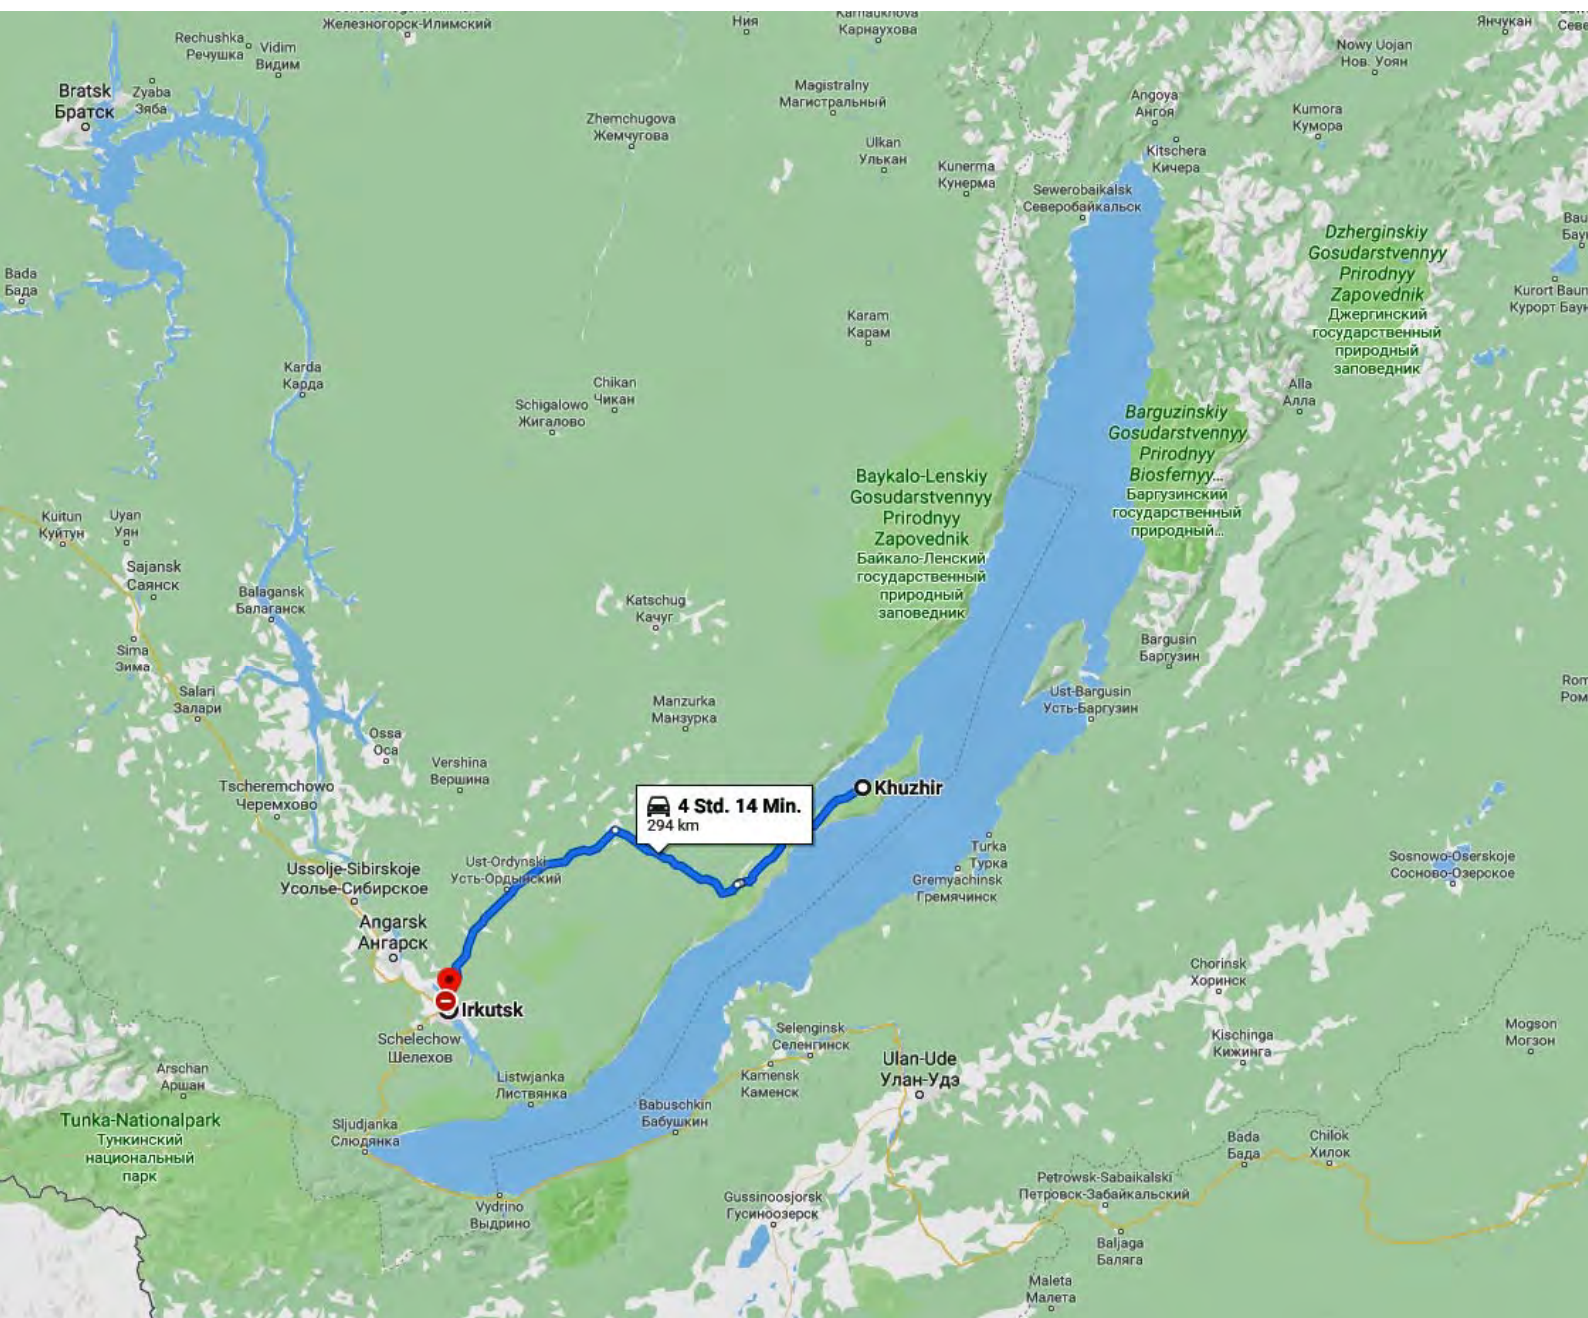 Железногорск-Илимский
Ния
Карнаухова
Янчукан
Rechushka
Речушка
Vidim
Видим
Nowy Uojan
Нов. Уоян
Bratsk
Братск
Zyaba
Зяба
Magistralny
Магистральный
Angoya
Ангоя
Kumora
Кумора
Zhemchugova
Жемчугова
Ulkan
Улькан
Kitschera
Кичера
Kunerma
Кунерма
Sewerobaikalsk
Северобайкальск
Dzherginskiy
Gosudarstvennyy
Prirodnyy
Zapovednik
Джергинский
государственный
природный
заповедник
Bada
Бада
Kurort Baun
Курорт Баун
Karam
Карам
Karda
Карда
Chikan
Чикан
Schigalowo
Жигалово
Alla
Алла
Barguzinskiy
Gosudarstvennyy
Prirodnyy
Biosfernyy...
Баргузинский
государственный
природный...
Baykalo-Lenskiy
Gosudarstvennyy
Prirodnyy
Zapovednik
Байкало-Ленский
государственный
природный
заповедник
Kuitun
Куйтун
Uyan
Уян
Sajansk
Саянск
Balagansk
Балаганск
Katschug
Качуг
Sima
Зима
Bargusin
Баргузин
Salari
Залари
Ust-Bargusin
Усть-Баргузин
Rom
Ром
Manzurka
Манзурка
Ossa
Оса
Vershina
Вершина
Tscheremchowo
Черемхово
Khuzhir
4 Std. 14 Min.
294 km
Turka
Турка
Gremyachinsk
Гремячинск
Sosnowo-Oserskoje
Сосново-Озерское
Ussolje-Sibirskoje
Усолье-Сибирское
Ust-Ordynski
Усть-Ордынский
Angarsk
Ангарск
Chorinsk
Хоринск
Irkutsk
Schelechow
Шелехов
Selenginsk
Селенгинск
Kischinga
Кижинга
Mogson
Могзон
Ulan-Ude
Улан-Удэ
Arschan
Аршан
Listwjanka
Листвянка
Kamensk
Каменск
Tunka-Nationalpark
Тункинский
национальный
парк
Sljudjanka
Слюдянка
Babuschkin
Бабушкин
Bada
Бада
Chilok
Хилок
Petrowsk-Sabaikalski
Петровск-Забайкальский
Vydrino
Выдрино
Gussinoosjorsk
Гусиноозерск
Baljaga
Баляга
Maleta
Малета